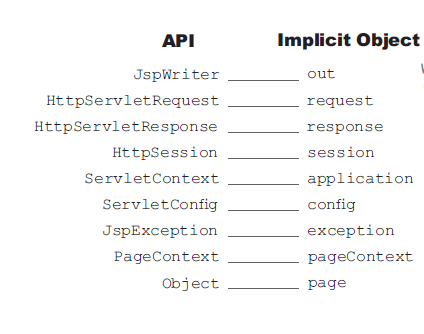 API Implicit Object
JspWriter out
HttpServletRequest request
HttpServletResponse response
HttpSession session
ServletContext application
ServletConfig config
JspException exception
PageContext pageContext
Object page